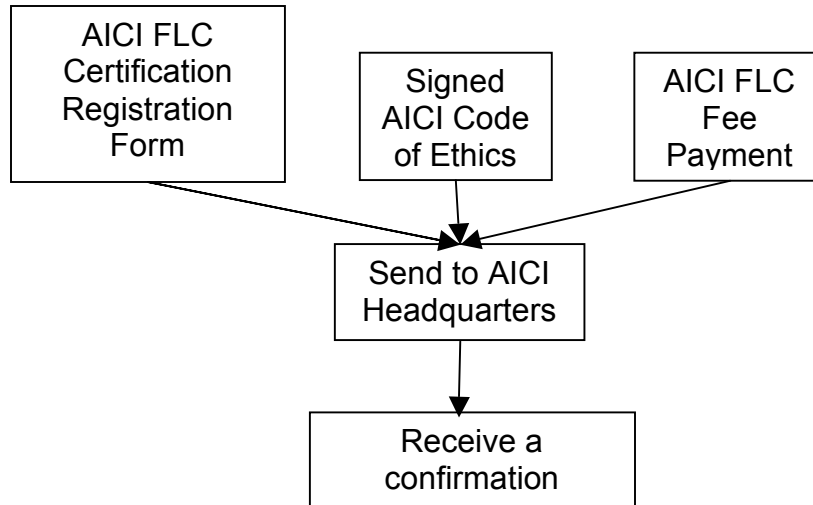 AICI FLC
Certification
Registration
Form
Signed
AICI Code
of Ethics
AICI FLC
Fee
Payment
Send to AICI
Headquarters
Receive a
confirmation